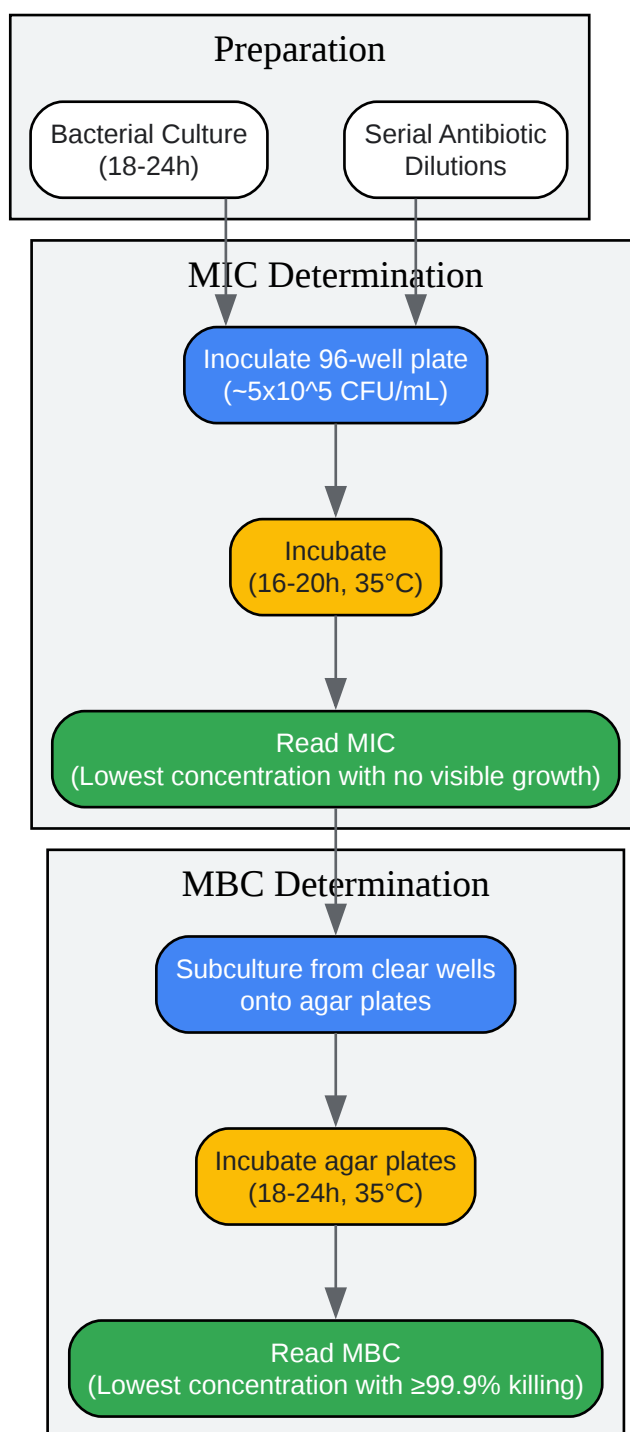 Preparation
Bacterial Culture
(18-24h)
Serial Antibiotic
Dilutions
MIC Determination
Inoculate 96-well plate
(~5x10^5 CFU/mL)
Incubate
(16-20h, 35°C)
Read MIC
(Lowest concentration with no visible growth)
MBC Determination
Subculture from clear wells
onto agar plates
Incubate agar plates
(18-24h, 35°C)
Read MBC
(Lowest concentration with ≥99.9% killing)